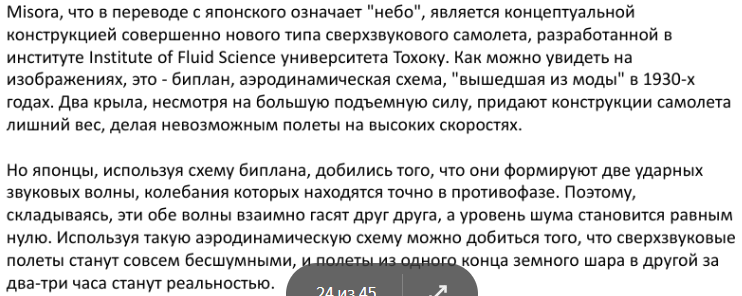 Misora, что в переводе с японского означает "небо", является концептуальной
конструкцией совершенно нового типа сверхзвукового самолета, разработанной в
институте Institute of Fluid Science университета Тохоку. Как можно увидеть на
изображениях, это - биплан, аэродинамическая схема, "вышедшая из моды" в 1930-х
годах. Два крыла, несмотря на большую подъемную силу, придают конструкции самолета
лишний вес, делая невозможным полеты на высоких скоростях.
Но японцы, используя схему биплана, добились того, что они формируют две ударных
звуковых волны, колебания которых находятся точно в противофазе. Поэтому,
складываясь, эти обе волны взаимно гасят друг друга, а уровень шума становится равным
нулю. Используя такую аэродинамическую схему можно добиться того, что сверхзвуковые
полеты станут совсем бесшумными, и полеты из одного конца земного шара в другой за
два-три часа станут реальностью.
24 из 45